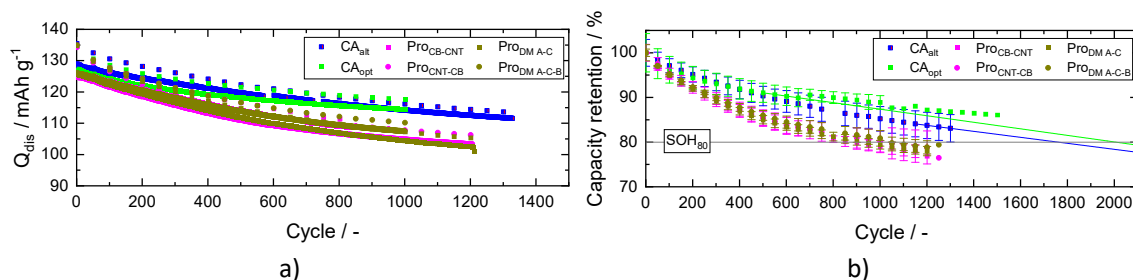 140
130
120
110
100
90
Q_dis / mAh g⁻¹
CA_alt Pro_CB-CNT Pro_DM A-C
CA_opt Pro_CNT-CB Pro_DM A-C-B
0 200 400 600 800 1000 1200 1400
Cycle / -
a)
110
100
90
80
70
Capacity retention / %
CA_alt Pro_CB-CNT Pro_DM A-C
CA_opt Pro_CNT-CB Pro_DM A-C-B
SOH_80
0 200 400 600 800 1000 1200 1400 1600 1800 2000
Cycle / -
b)